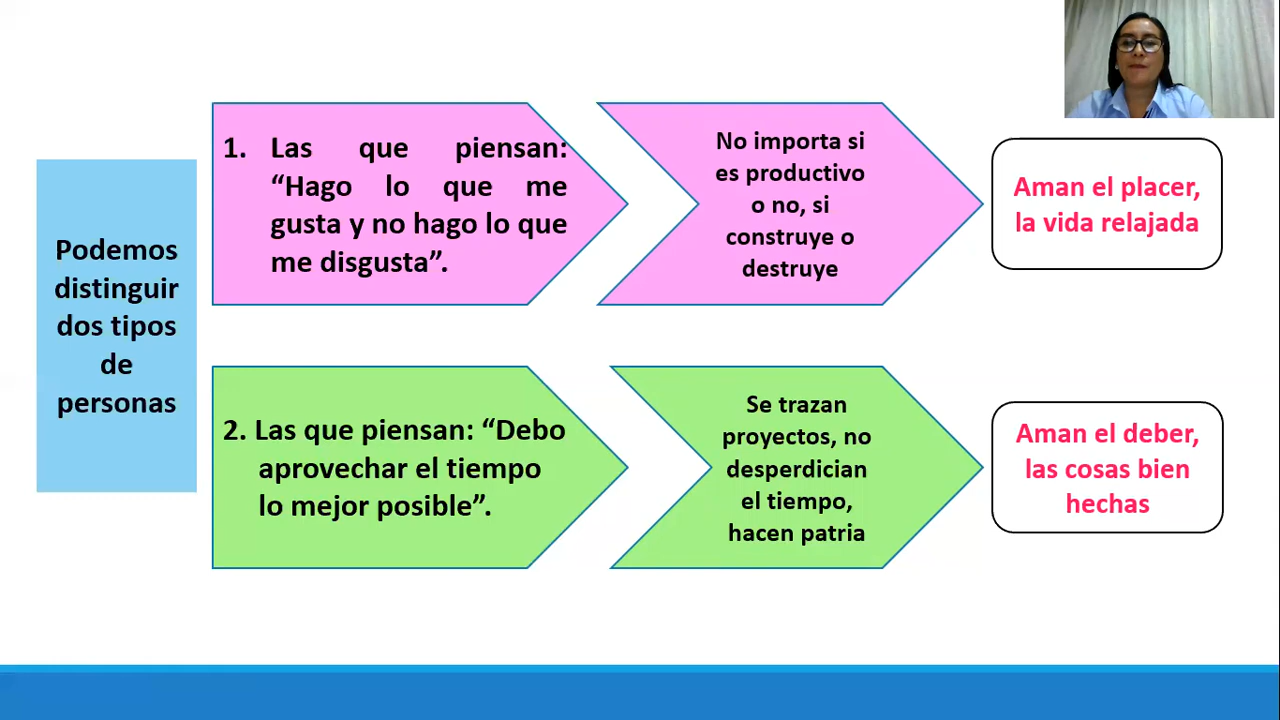 Podemos
distinguir
dos tipos
de
personas
1. Las que piensan:
“Hago lo que me
gusta y no hago lo que
me disgusta”.
No importa si
es productivo
o no, si
construye o
destruye
Aman el placer,
la vida relajada
2. Las que piensan: “Debo
aprovechar el tiempo
lo mejor posible”.
Se trazan
proyectos, no
desperdician
el tiempo,
hacen patria
Aman el deber,
las cosas bien
hechas